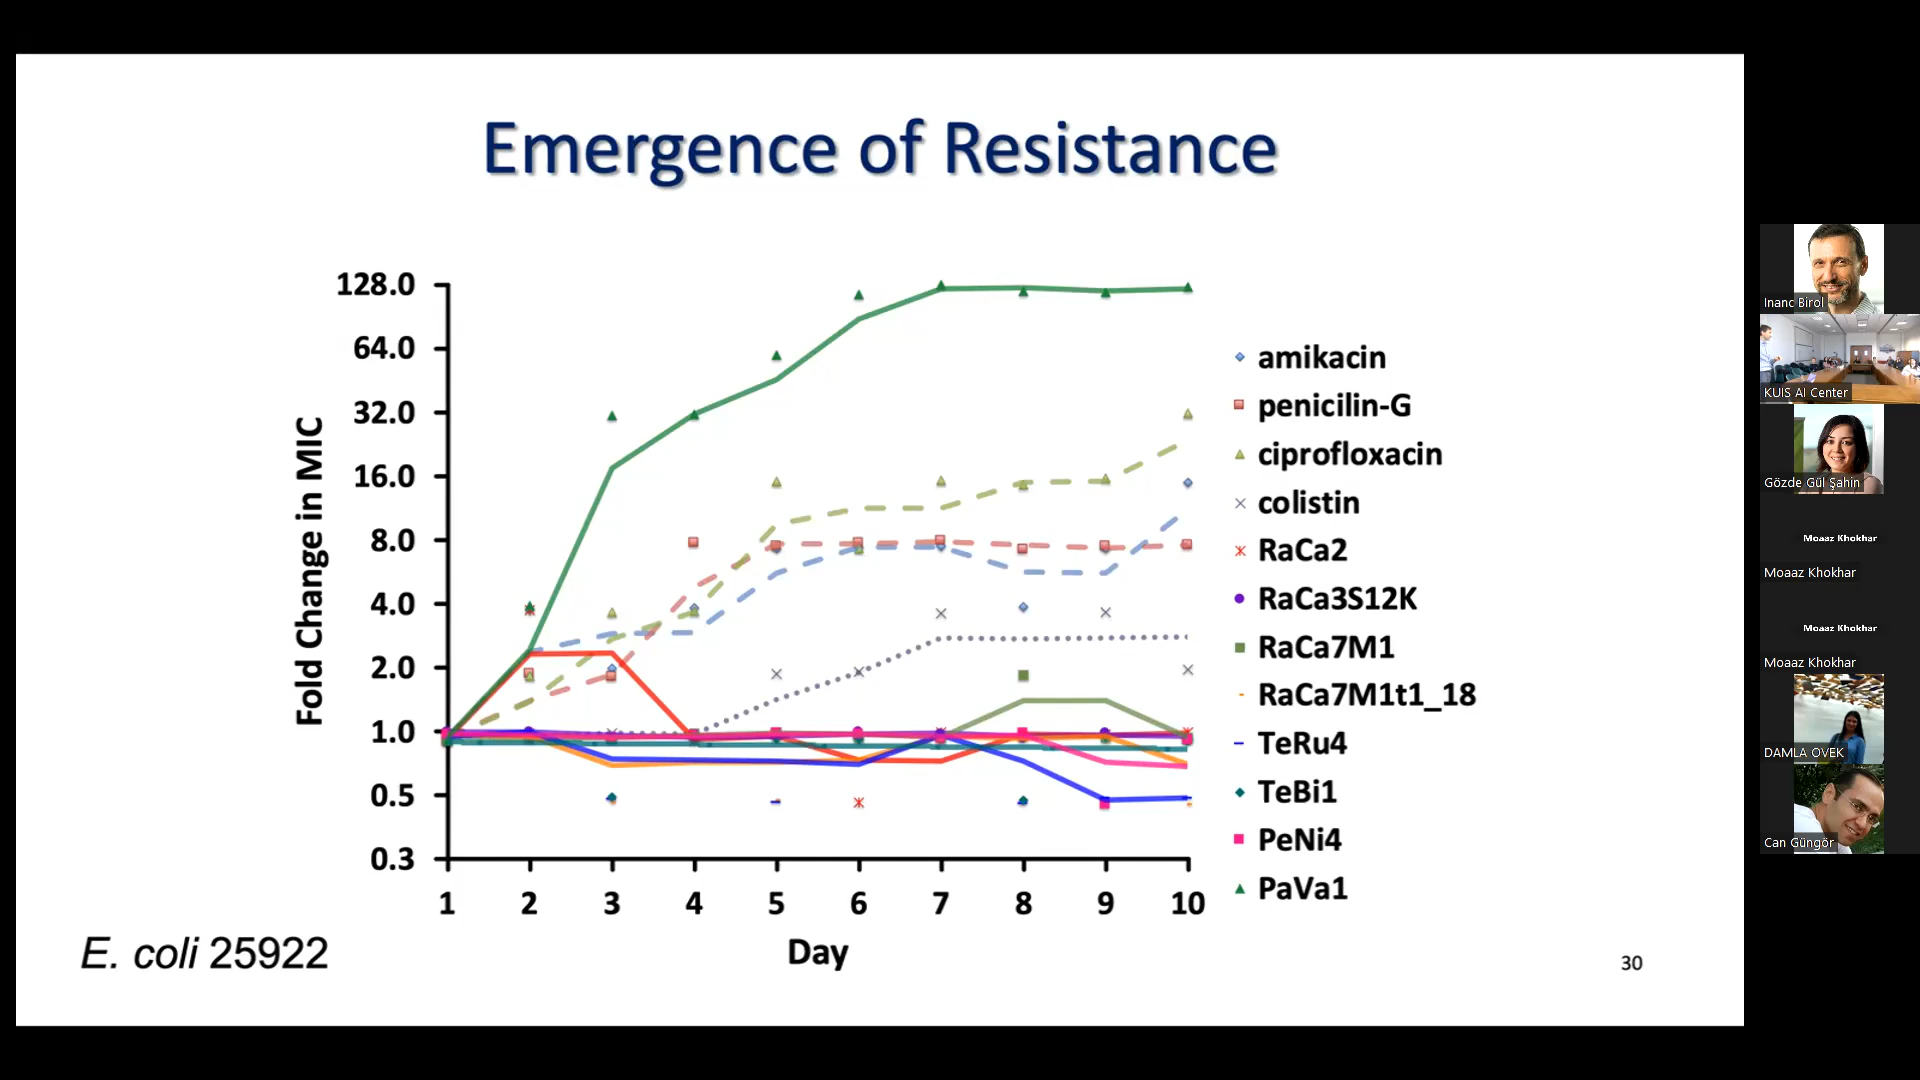 Emergence of Resistance
Fold Change in MIC
128.0
64.0
32.0
16.0
8.0
4.0
2.0
1.0
0.5
0.3
1 2 3 4 5 6 7 8 9 10
Day
amikacin
penicilin-G
ciprofloxacin
colistin
RaCa2
RaCa3S12K
RaCa7M1
RaCa7M1t1_18
TeRu4
TeBi1
PeNi4
PaVa1
E. coli 25922
30
Inanc Birol
KUIS AI Center
Gözde Gül Şahin
Moaaz Khokhar
Moaaz Khokhar
Moaaz Khokhar
Moaaz Khokhar
DAMLA OVEK
Can Güngör